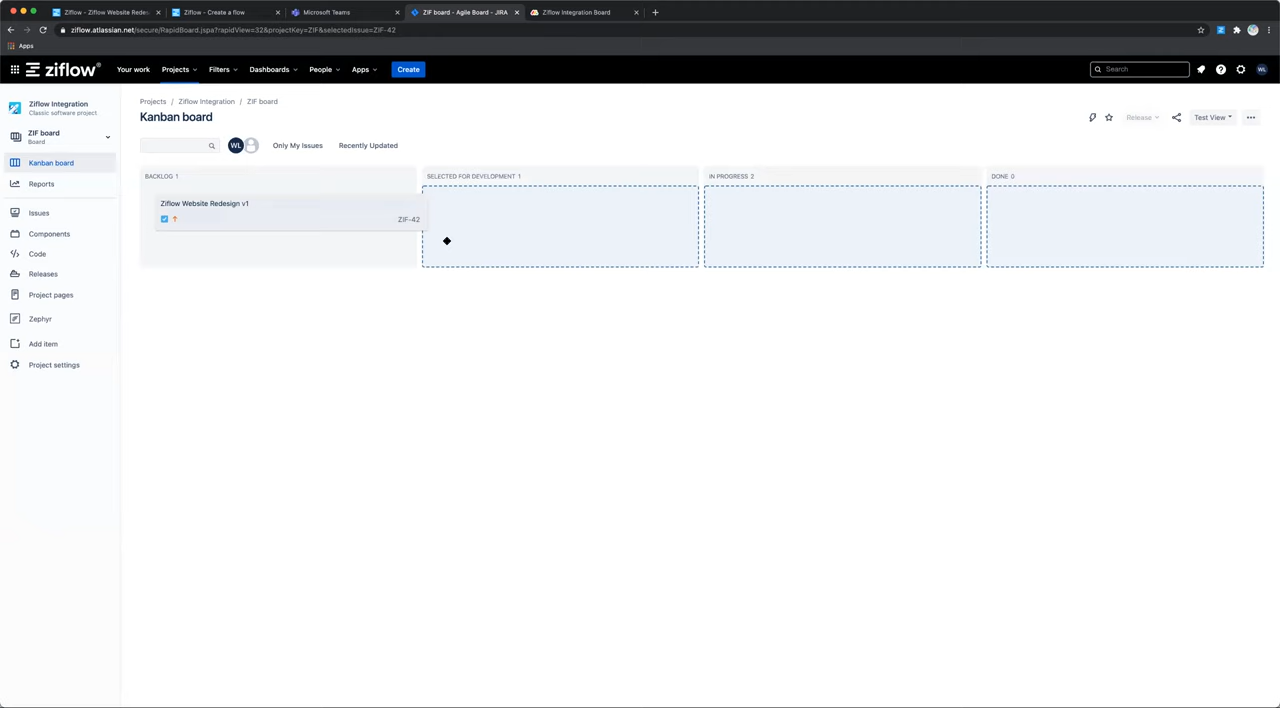 Ziflow - Ziflow Website Redes
Ziflow - Create a flow
Microsoft Teams
ZIF board - Agile Board - JIRA
Ziflow Integration Board
ziflow.atlassian.net/secure/RapidBoard.jspa?rapidView=32&projectKey=ZIF&selectedIssue=ZIF-42
Apps
ziflow®
Your work
Projects
Filters
Dashboards
People
Apps
Create
Search
WL
Ziflow Integration
Classic software project
ZIF board
Board
Kanban board
Reports
Issues
Components
Code
Releases
Project pages
Zephyr
Add item
Project settings
Projects / Ziflow Integration / ZIF board
Kanban board
Release
Test View
WL
Only My Issues
Recently Updated
BACKLOG 1
SELECTED FOR DEVELOPMENT 1
IN PROGRESS 2
DONE 0
Ziflow Website Redesign v1
ZIF-42